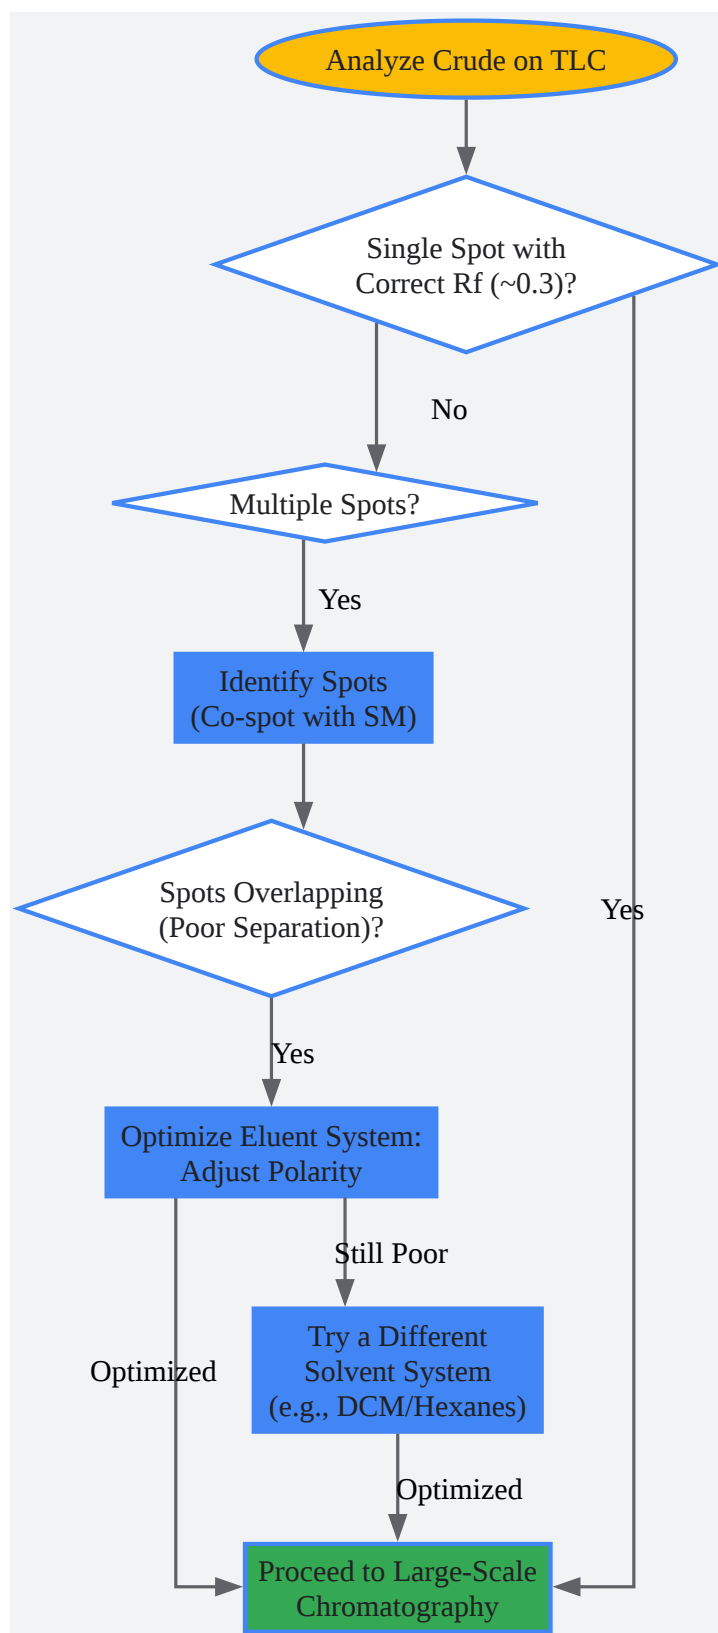 Analyze Crude on TLC
Single Spot with
Correct Rf (~0.3)?
No
Multiple Spots?
Yes
Identify Spots
(Co-spot with SM)
Spots Overlapping
(Poor Separation)?
Yes
Yes
Optimize Eluent System:
Adjust Polarity
Still Poor
Try a Different
Solvent System
(e.g., DCM/Hexanes)
Optimized
Optimized
Proceed to Large-Scale
Chromatography